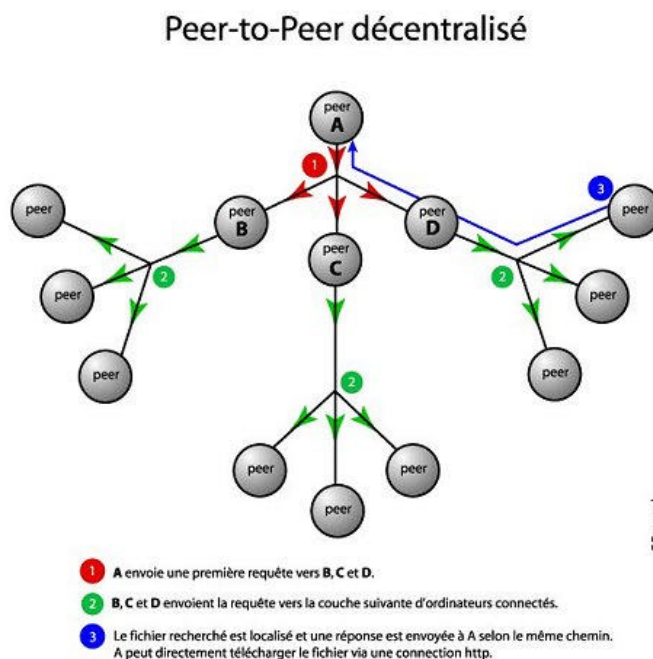 Peer-to-Peer décentralisé
peer
A
1
3
peer
peer
B
peer
D
peer
peer
C
2
2
peer
peer
peer
peer
2
peer
peer
peer
1 A envoie une première requête vers B, C et D.
2 B, C et D envoient la requête vers la couche suivante d'ordinateurs connectés.
3 Le fichier recherché est localisé et une réponse est envoyée à A selon le même chemin.
A peut directement télécharger le fichier via une connection http.